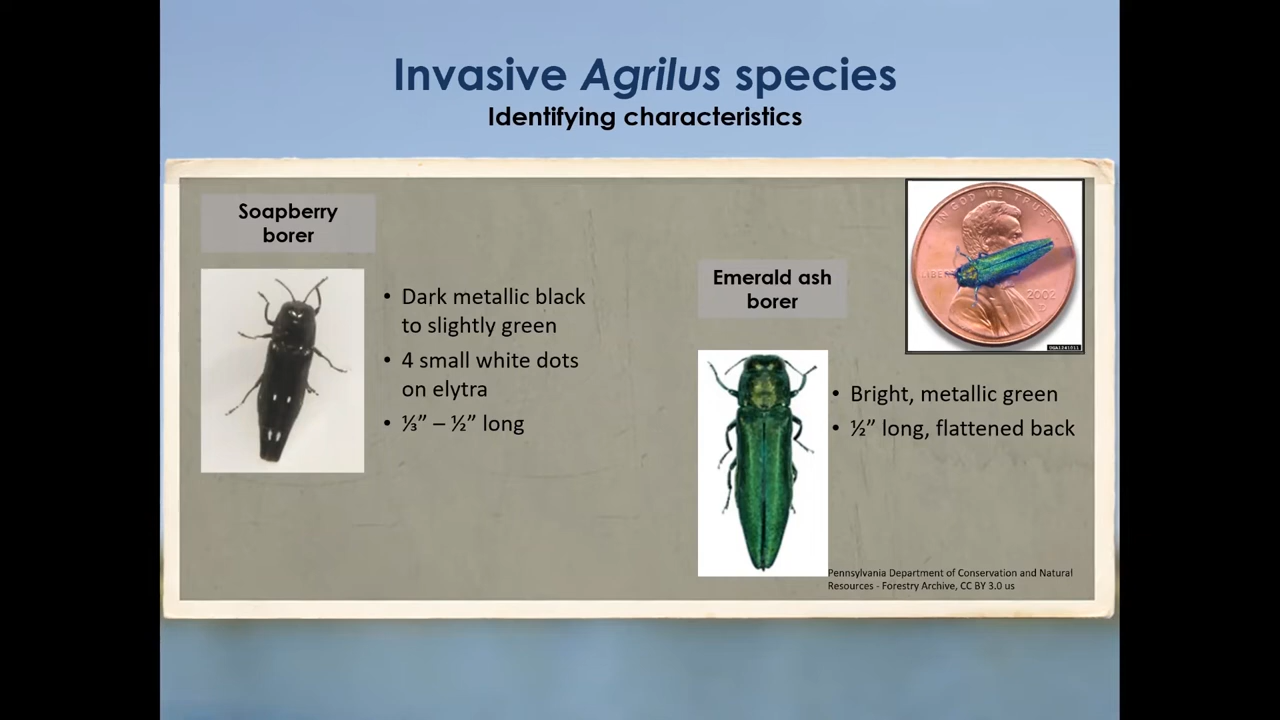 Invasive Agrilus species
Identifying characteristics
Soapberry
borer
• Dark metallic black
to slightly green
• 4 small white dots
on elytra
• ⅓” – ½” long
IN GOD WE TRUST
LIBER
2002
D
Emerald ash
borer
• Bright, metallic green
• ½” long, flattened back
Pennsylvania Department of Conservation and Natural
Resources - Forestry Archive, CC BY 3.0 us